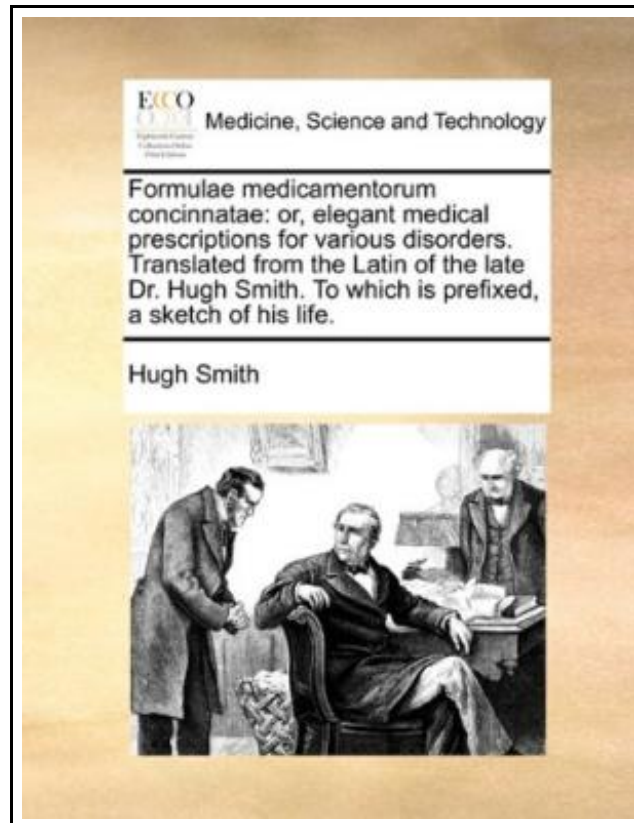 ECCO
Medicine, Science and Technology
Formulae medicamentorum
concinnatae: or, elegant medical
prescriptions for various disorders.
Translated from the Latin of the late
Dr. Hugh Smith. To which is prefixed,
a sketch of his life.
Hugh Smith